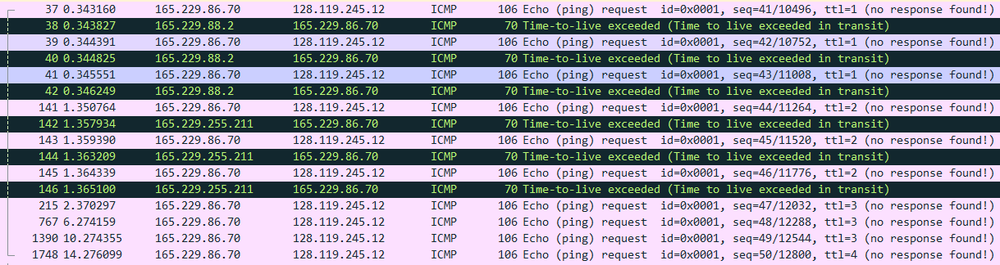 37 0.343160 165.229.86.70 128.119.245.12 ICMP 106 Echo (ping) request id=0x0001, seq=41/10496, ttl=1 (no response found!)
38 0.343827 165.229.88.2 165.229.86.70 ICMP 70 Time-to-live exceeded (Time to live exceeded in transit)
39 0.344391 165.229.86.70 128.119.245.12 ICMP 106 Echo (ping) request id=0x0001, seq=42/10752, ttl=1 (no response found!)
40 0.344825 165.229.88.2 165.229.86.70 ICMP 70 Time-to-live exceeded (Time to live exceeded in transit)
41 0.345551 165.229.86.70 128.119.245.12 ICMP 106 Echo (ping) request id=0x0001, seq=43/11008, ttl=1 (no response found!)
42 0.346249 165.229.88.2 165.229.86.70 ICMP 70 Time-to-live exceeded (Time to live exceeded in transit)
141 1.350764 165.229.86.70 128.119.245.12 ICMP 106 Echo (ping) request id=0x0001, seq=44/11264, ttl=2 (no response found!)
142 1.357934 165.229.255.211 165.229.86.70 ICMP 70 Time-to-live exceeded (Time to live exceeded in transit)
143 1.359390 165.229.86.70 128.119.245.12 ICMP 106 Echo (ping) request id=0x0001, seq=45/11520, ttl=2 (no response found!)
144 1.363209 165.229.255.211 165.229.86.70 ICMP 70 Time-to-live exceeded (Time to live exceeded in transit)
145 1.364339 165.229.86.70 128.119.245.12 ICMP 106 Echo (ping) request id=0x0001, seq=46/11776, ttl=2 (no response found!)
146 1.365100 165.229.255.211 165.229.86.70 ICMP 70 Time-to-live exceeded (Time to live exceeded in transit)
215 2.370297 165.229.86.70 128.119.245.12 ICMP 106 Echo (ping) request id=0x0001, seq=47/12032, ttl=3 (no response found!)
767 6.274159 165.229.86.70 128.119.245.12 ICMP 106 Echo (ping) request id=0x0001, seq=48/12288, ttl=3 (no response found!)
1390 10.274355 165.229.86.70 128.119.245.12 ICMP 106 Echo (ping) request id=0x0001, seq=49/12544, ttl=3 (no response found!)
1748 14.276099 165.229.86.70 128.119.245.12 ICMP 106 Echo (ping) request id=0x0001, seq=50/12800, ttl=4 (no response found!)